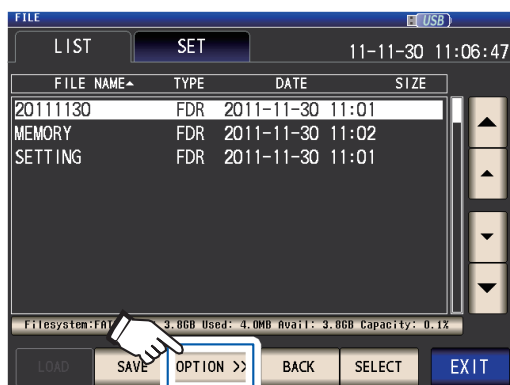 FILE USB
LIST SET 11-11-30 11:06:47
FILE NAME▲ TYPE DATE SIZE
20111130 FDR 2011-11-30 11:01
MEMORY FDR 2011-11-30 11:02
SETTING FDR 2011-11-30 11:01
Filesystem: 3.8GB Used: 4.0MB Avail: 3.8GB Capacity: 0.1%
LOAD SAVE OPTION >> BACK SELECT EXIT